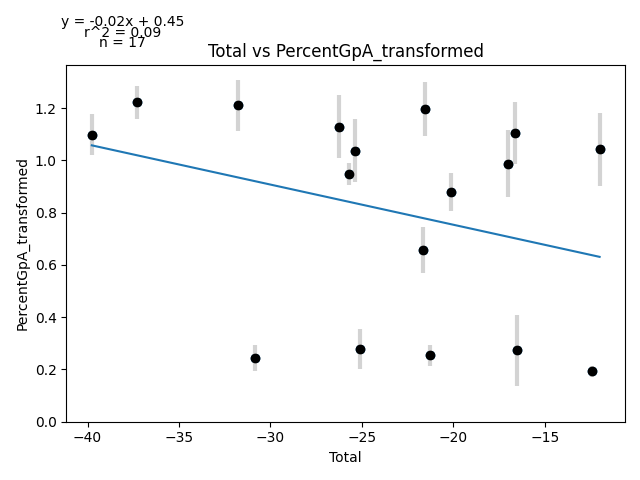 y = -0.02x + 0.45
r^2 = 0.09
n = 17
Total vs PercentGpA_transformed
PercentGpA_transformed
1.2
1.0
0.8
0.6
0.4
0.2
0.0
−40
−35
−30
−25
−20
−15
Total